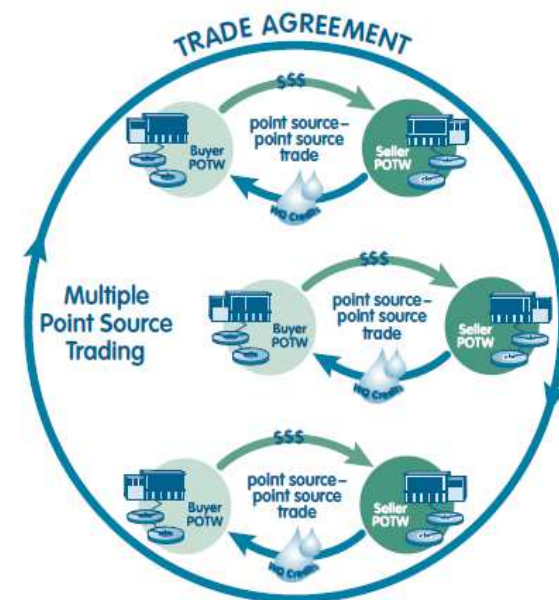 TRADE AGREEMENT
$$$
point source–
point source
trade
Buyer
POTW
Seller
POTW
WQ Credits
Multiple
Point Source
Trading
$$$
point source–
point source
trade
Buyer
POTW
Seller
POTW
WQ Credits
$$$
point source–
point source
trade
Buyer
POTW
Seller
POTW
WQ Credits